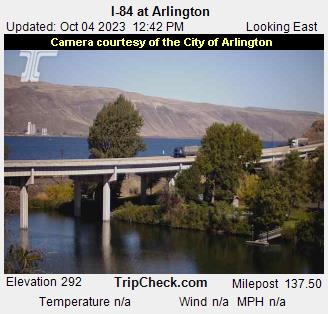 I-84 at Arlington
Updated: Oct 04 2023 12:42 PM Looking East
Camera courtesy of the City of Arlington
Elevation 292 TripCheck.com Milepost 137.50
Temperature n/a Wind n/a MPH n/a